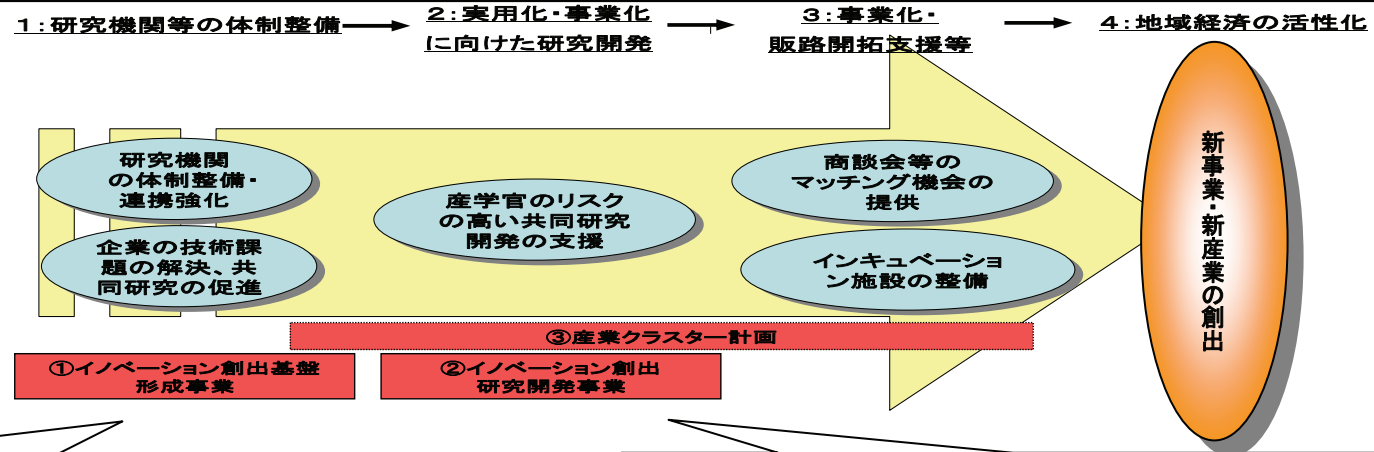 1：研究機関等の体制整備
2：実用化・事業化
に向けた研究開発
3：事業化・
販路開拓支援等
4：地域経済の活性化
研究機関
の体制整備・
連携強化
企業の技術課
題の解決、共
同研究の促進
産学官のリスク
の高い共同研究
開発の支援
商談会等の
マッチング機会の
提供
インキュベーショ
ン施設の整備
新事業・新産業の創出
③産業クラスター計画
①イノベーション創出基盤
形成事業
②イノベーション創出
研究開発事業